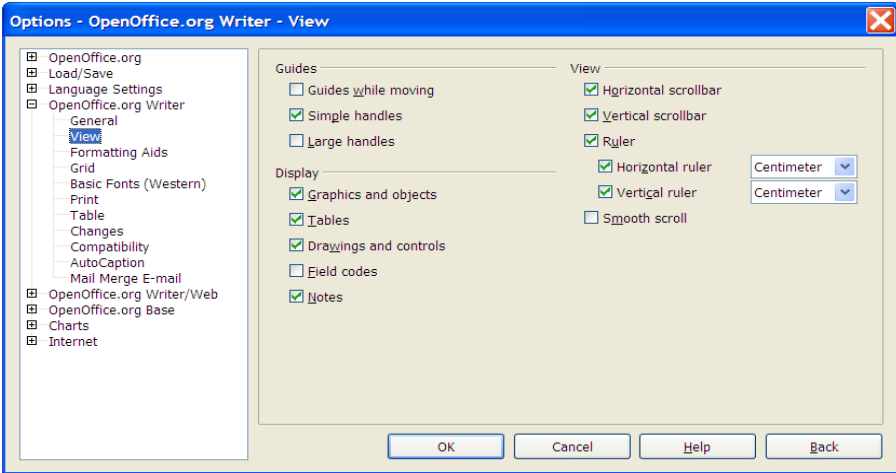 Options - OpenOffice.org Writer - View
OpenOffice.org
Load/Save
Language Settings
OpenOffice.org Writer
General
View
Formatting Aids
Grid
Basic Fonts (Western)
Print
Table
Changes
Compatibility
AutoCaption
Mail Merge E-mail
OpenOffice.org Writer/Web
OpenOffice.org Base
Charts
Internet
Guides
Guides while moving
Simple handles
Large handles
Display
Graphics and objects
Tables
Drawings and controls
Field codes
Notes
View
Horizontal scrollbar
Vertical scrollbar
Ruler
Horizontal ruler Centimeter
Vertical ruler Centimeter
Smooth scroll
OK Cancel Help Back